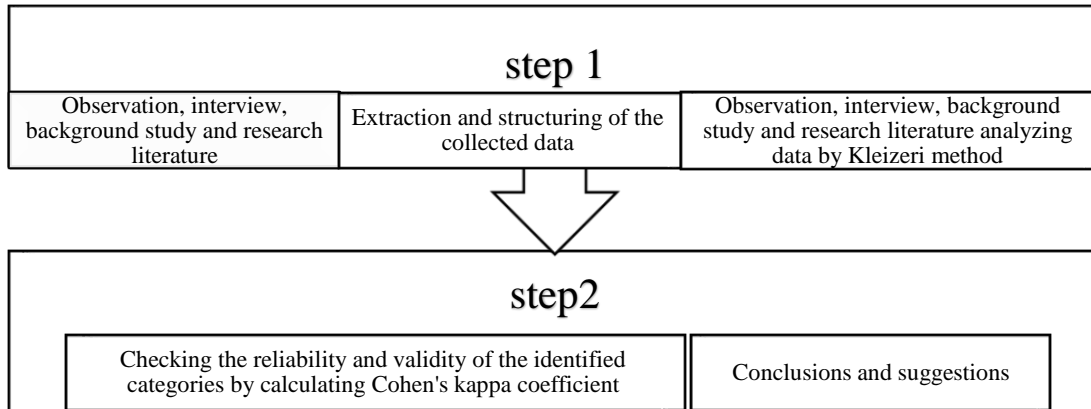 step 1
Observation, interview,
background study and research
literature
Extraction and structuring of the
collected data
Observation, interview, background
study and research literature analyzing
data by Kleizeri method
step2
Checking the reliability and validity of the identified
categories by calculating Cohen's kappa coefficient
Conclusions and suggestions